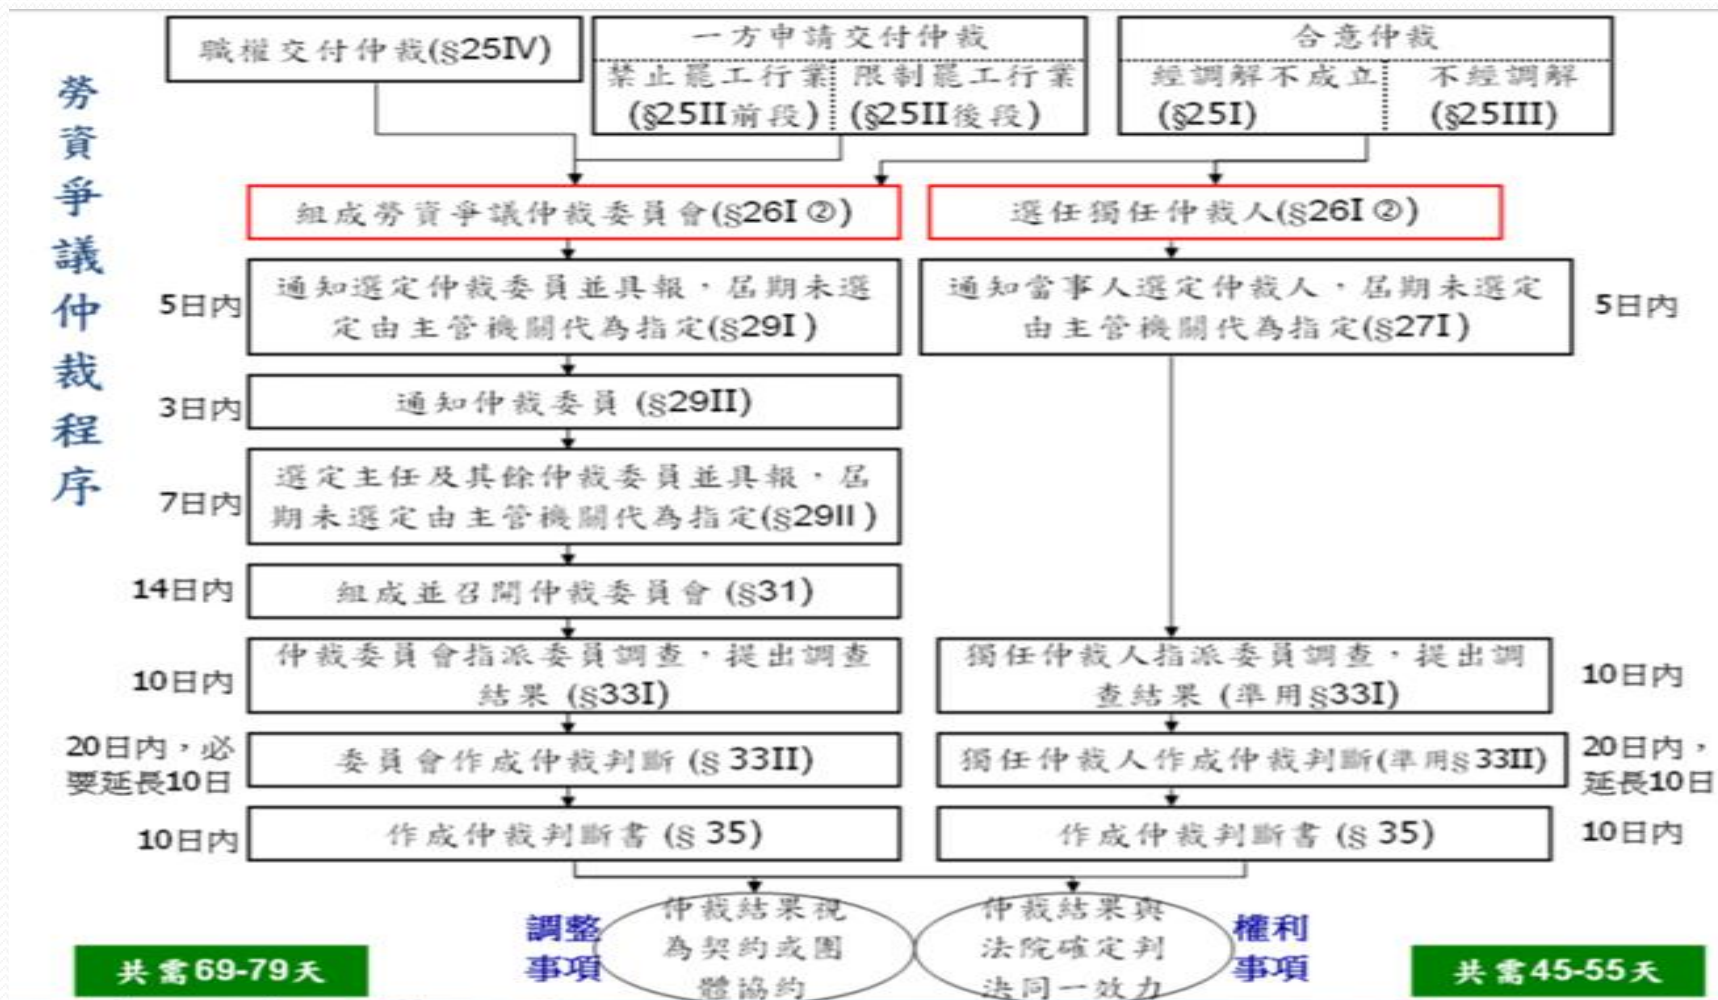 勞資爭議仲裁程序
職權交付仲裁(§25IV)
一方申請交付仲裁
禁止罷工行業
(§25II前段)
限制罷工行業
(§25II後段)
合意仲裁
經調解不成立
(§25I)
不經調解
(§25III)
組成勞資爭議仲裁委員會(§26I ②)
選任獨任仲裁人(§26I ②)
5日內
通知選定仲裁委員並具報，屆期未選
定由主管機關代為指定(§29I)
通知當事人選定仲裁人，屆期未選定
由主管機關代為指定(§27I)
5日內
3日內
通知仲裁委員 (§29II)
7日內
選定主任及其餘仲裁委員並具報，屆
期未選定由主管機關代為指定(§29II )
14日內
組成並召開仲裁委員會 (§31)
10日內
仲裁委員會指派委員調查，提出調查
結果 (§33I)
獨任仲裁人指派委員調查，提出調
查結果 (準用§33I)
10日內
20日內，必
要延長10日
委員會作成仲裁判斷 (§ 33II)
獨任仲裁人作成仲裁判斷(準用§ 33II)
20日內，
延長10日
10日內
作成仲裁判斷書 (§ 35)
作成仲裁判斷書 (§ 35)
10日內
調整
事項
仲裁結果視
為契約或團
體協約
仲裁結果與
法院確定判
決同一效力
權利
事項
共需69-79天
共需45-55天